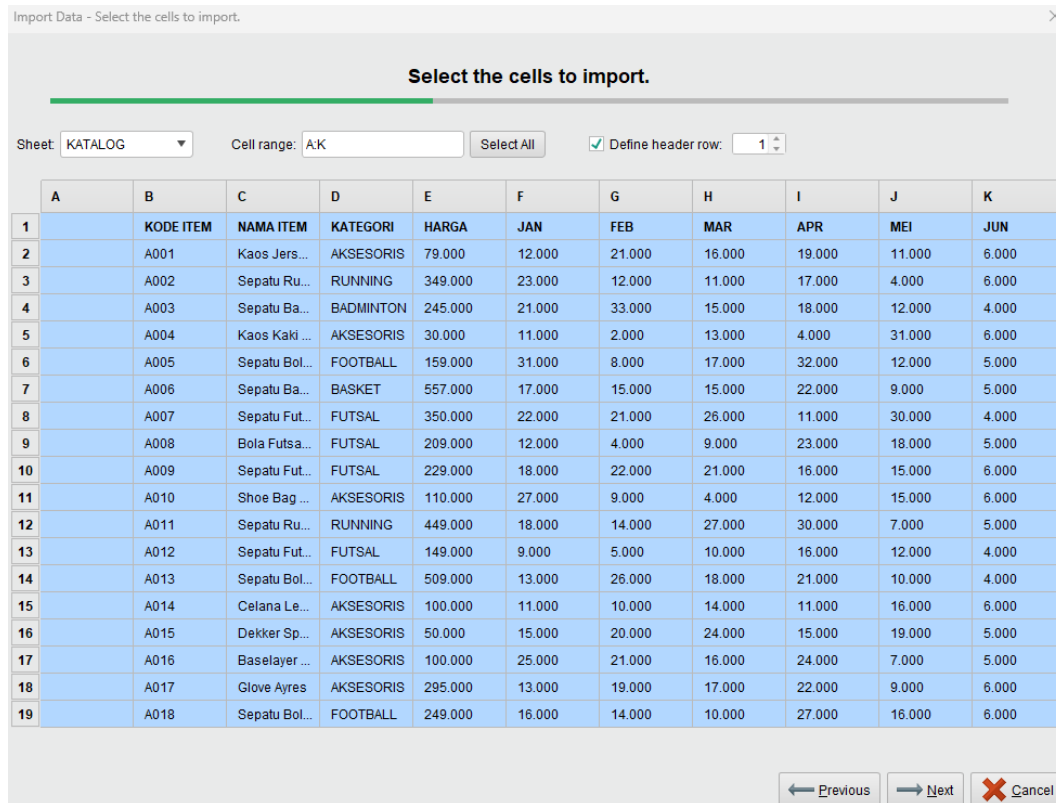 Import Data - Select the cells to import.
Select the cells to import.
Sheet: KATALOG Cell range: A:K Select All Define header row: 1
A B C D E F G H I J K
1 KODE ITEM NAMA ITEM KATEGORI HARGA JAN FEB MAR APR MEI JUN
2 A001 Kaos Jers... AKSESORIS 79.000 12.000 21.000 16.000 19.000 11.000 6.000
3 A002 Sepatu Ru... RUNNING 349.000 23.000 12.000 11.000 17.000 4.000 6.000
4 A003 Sepatu Ba... BADMINTON 245.000 21.000 33.000 15.000 18.000 12.000 4.000
5 A004 Kaos Kaki ... AKSESORIS 30.000 11.000 2.000 13.000 4.000 31.000 6.000
6 A005 Sepatu Bol... FOOTBALL 159.000 31.000 8.000 17.000 32.000 12.000 5.000
7 A006 Sepatu Ba... BASKET 557.000 17.000 15.000 15.000 22.000 9.000 5.000
8 A007 Sepatu Fut... FUTSAL 350.000 22.000 21.000 26.000 11.000 30.000 4.000
9 A008 Bola Futsa... FUTSAL 209.000 12.000 4.000 9.000 23.000 18.000 5.000
10 A009 Sepatu Fut... FUTSAL 229.000 18.000 22.000 21.000 16.000 15.000 6.000
11 A010 Shoe Bag ... AKSESORIS 110.000 27.000 9.000 4.000 12.000 15.000 6.000
12 A011 Sepatu Ru... RUNNING 449.000 18.000 14.000 27.000 30.000 7.000 5.000
13 A012 Sepatu Fut... FUTSAL 149.000 9.000 5.000 10.000 16.000 12.000 4.000
14 A013 Sepatu Bol... FOOTBALL 509.000 13.000 26.000 18.000 21.000 10.000 4.000
15 A014 Celana Le... AKSESORIS 100.000 11.000 10.000 14.000 11.000 16.000 6.000
16 A015 Dekker Sp... AKSESORIS 50.000 15.000 20.000 24.000 15.000 19.000 5.000
17 A016 Baselayer ... AKSESORIS 100.000 25.000 21.000 16.000 24.000 7.000 5.000
18 A017 Glove Ayres AKSESORIS 295.000 13.000 19.000 17.000 22.000 9.000 6.000
19 A018 Sepatu Bol... FOOTBALL 249.000 16.000 14.000 10.000 27.000 16.000 6.000
Previous Next Cancel